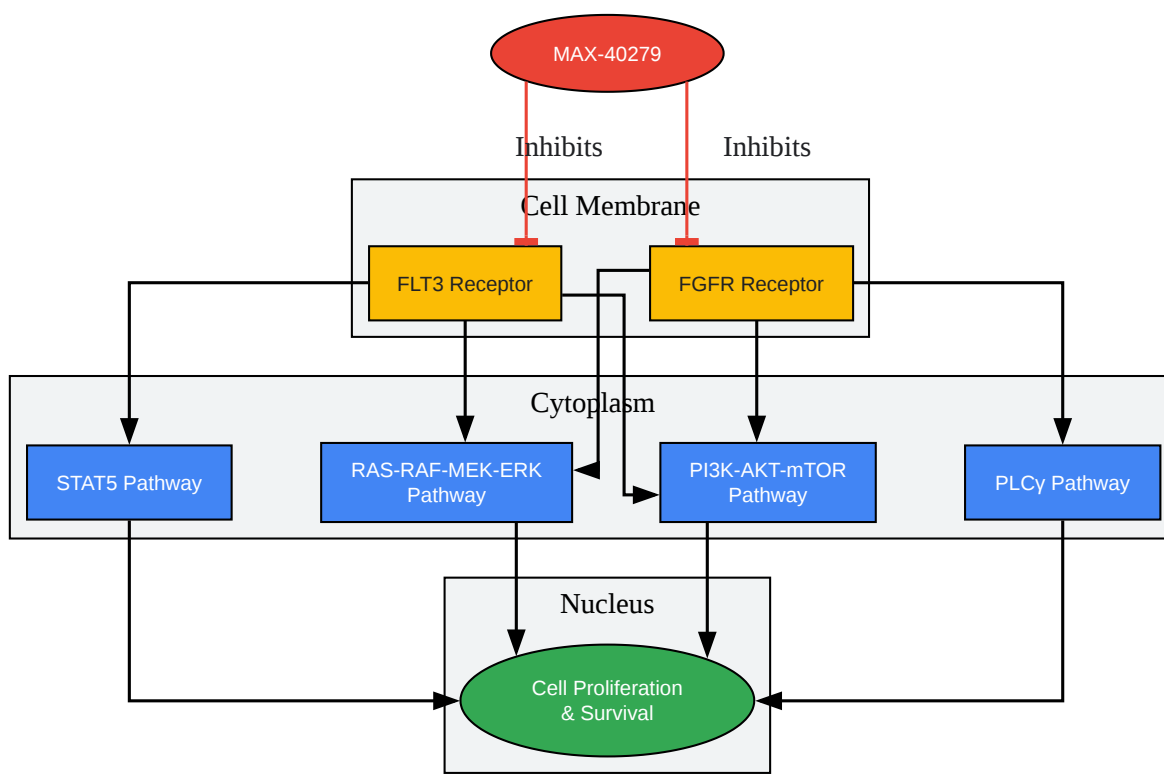 MAX-40279
Inhibits
Inhibits
Cell Membrane
FLT3 Receptor
FGFR Receptor
Cytoplasm
STAT5 Pathway
RAS-RAF-MEK-ERK
Pathway
PI3K-AKT-mTOR
Pathway
PLCγ Pathway
Nucleus
Cell Proliferation
& Survival